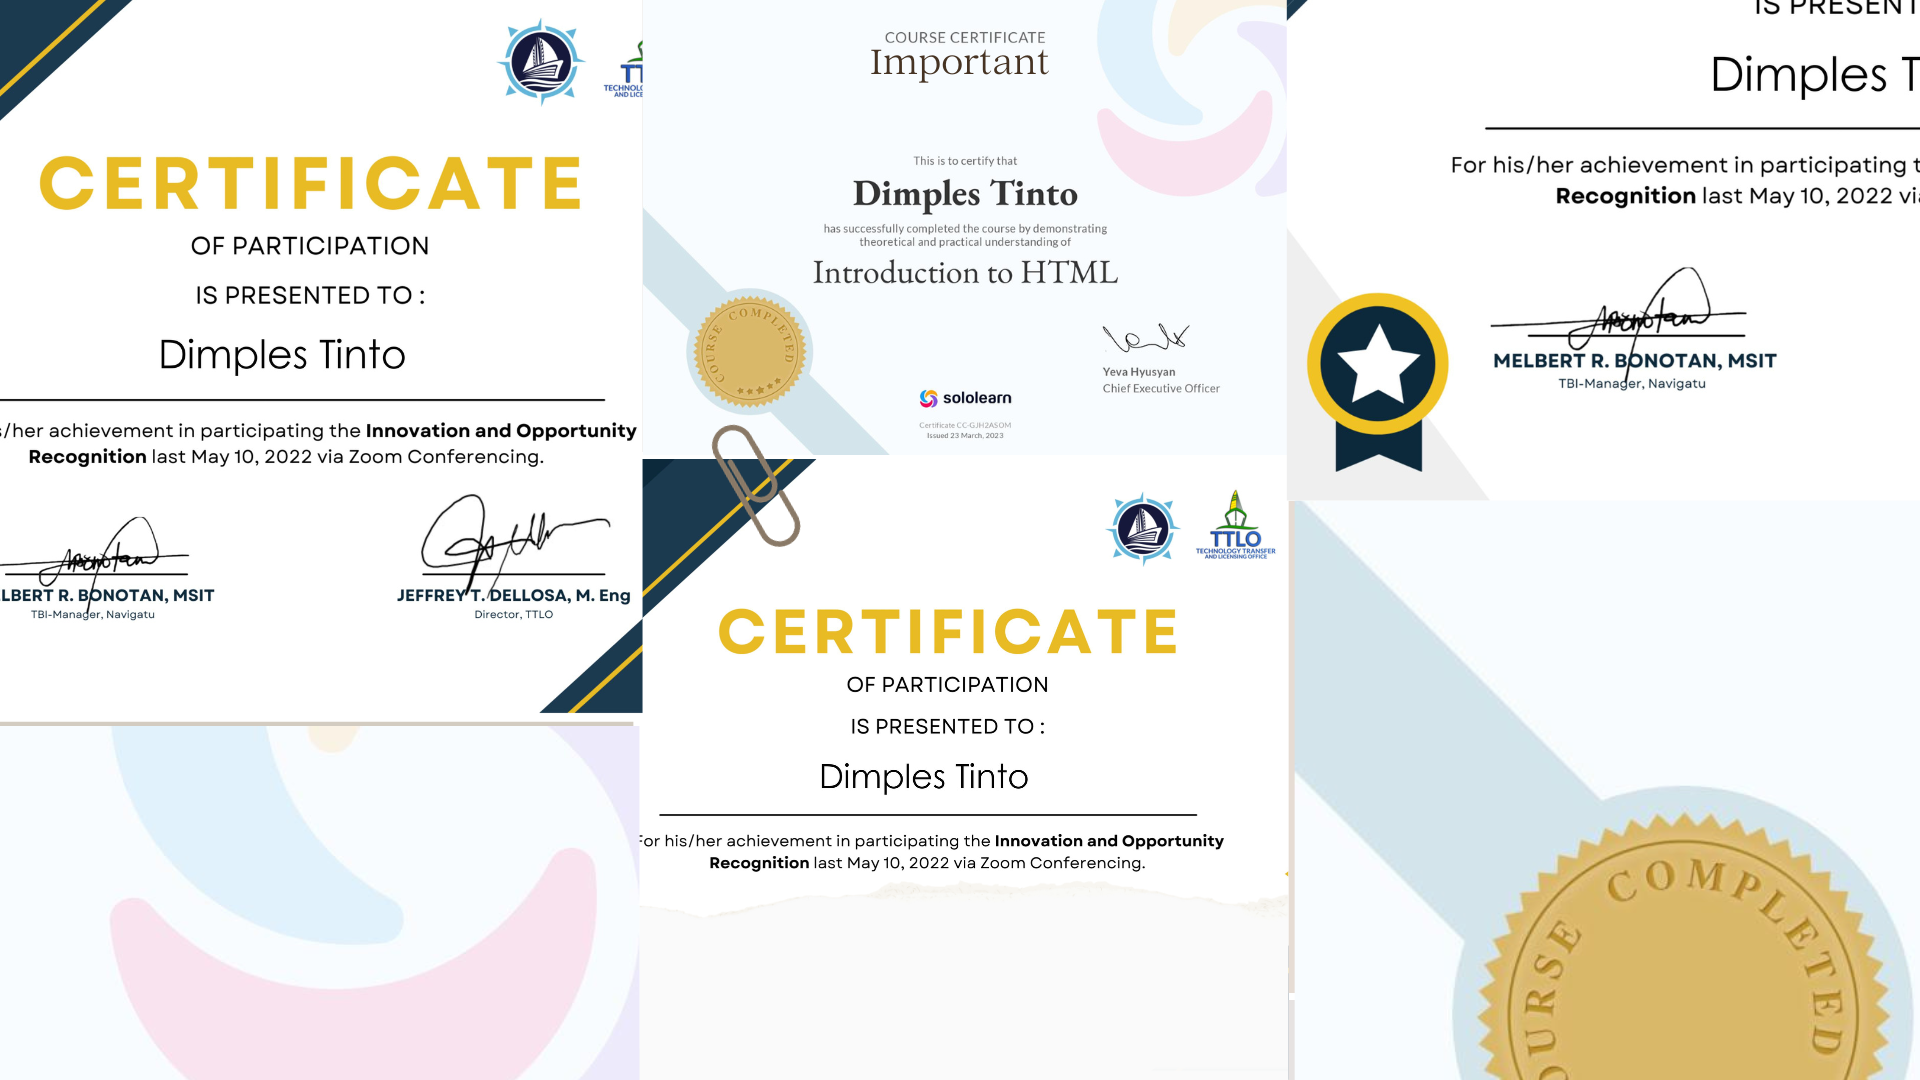 TECHNOLO
AND LICE
CERTIFICATE
OF PARTICIPATION
IS PRESENTED TO :
Dimples Tinto
s/her achievement in participating the Innovation and Opportunity
Recognition last May 10, 2022 via Zoom Conferencing.
LBERT R. BONOTAN, MSIT
TBI-Manager, Navigatu
JEFFREY T. DELLOSA, M. Eng
Director, TTLO
COURSE CERTIFICATE
Important
This is to certify that
Dimples Tinto
has successfully completed the course by demonstrating
theoretical and practical understanding of
Introduction to HTML
COURSE COMPLETED
Yeva Hyusyan
Chief Executive Officer
sololearn
Certificate CC-GJH2ASOM
Issued 23 March, 2023
TTLO
TECHNOLOGY TRANSFER
AND LICENSING OFFICE
CERTIFICATE
OF PARTICIPATION
IS PRESENTED TO :
Dimples Tinto
For his/her achievement in participating the Innovation and Opportunity
Recognition last May 10, 2022 via Zoom Conferencing.
IS PRESENT
Dimples T
For his/her achievement in participating t
Recognition last May 10, 2022 via
MELBERT R. BONOTAN, MSIT
TBI-Manager, Navigatu
OURSE COMPLETED